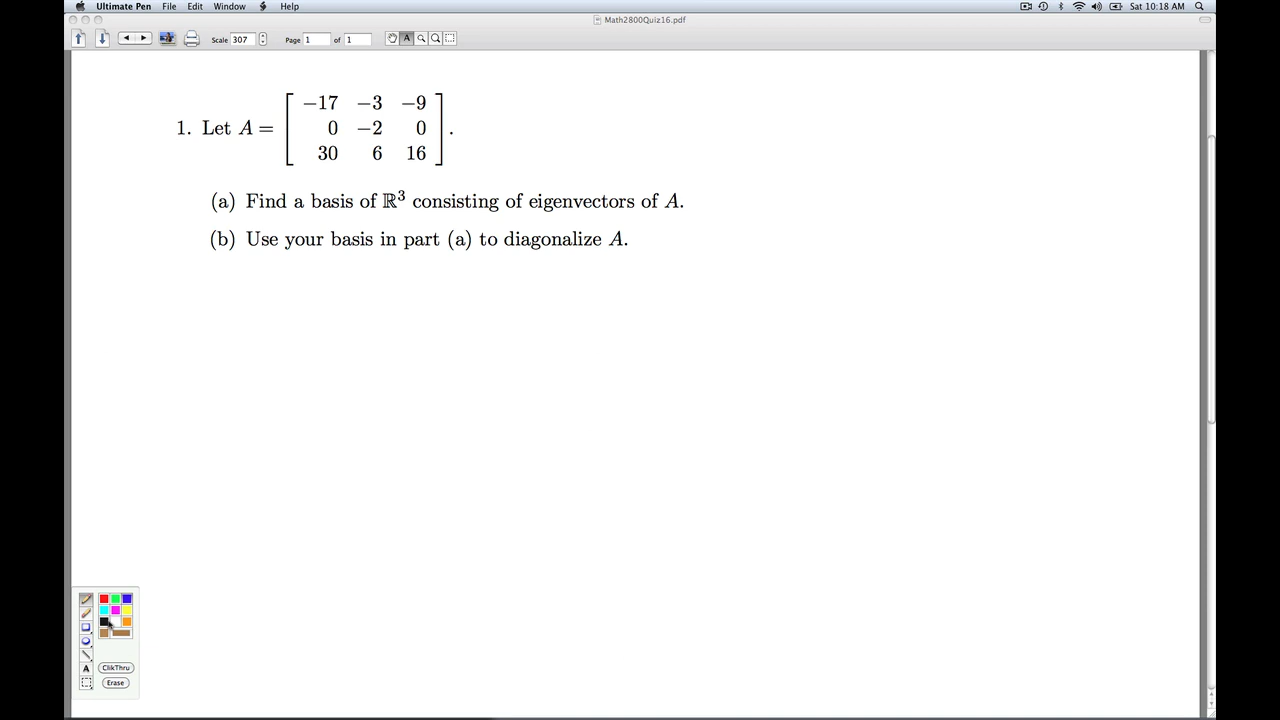 Ultimate Pen File Edit Window Help Sat 10:18 AM
Math2800Quiz16.pdf
Scale 307 Page 1 of 1 A
1. Let A = [ −17 −3 −9
0 −2 0
30 6 16 ] .
(a) Find a basis of ℝ³ consisting of eigenvectors of A.
(b) Use your basis in part (a) to diagonalize A.
A
ClikThru
Erase